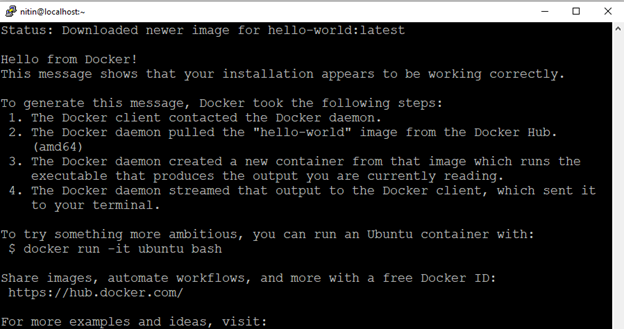 nitin@localhost:~
Status: Downloaded newer image for hello-world:latest
Hello from Docker!
This message shows that your installation appears to be working correctly.
To generate this message, Docker took the following steps:
1. The Docker client contacted the Docker daemon.
2. The Docker daemon pulled the "hello-world" image from the Docker Hub.
(amd64)
3. The Docker daemon created a new container from that image which runs the
executable that produces the output you are currently reading.
4. The Docker daemon streamed that output to the Docker client, which sent it
to your terminal.
To try something more ambitious, you can run an Ubuntu container with:
$ docker run -it ubuntu bash
Share images, automate workflows, and more with a free Docker ID:
https://hub.docker.com/
For more examples and ideas, visit: